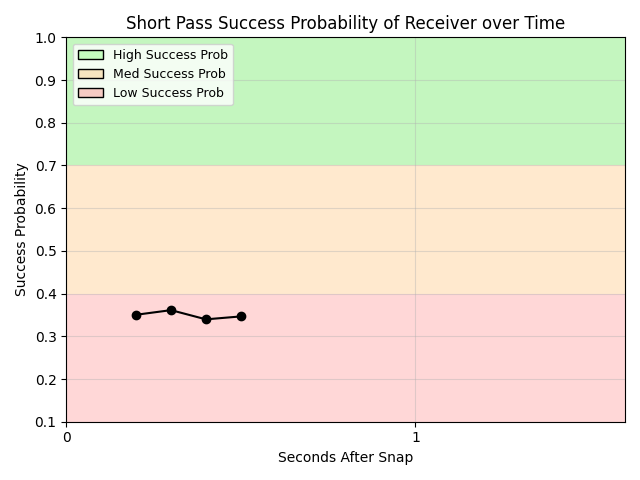 Short Pass Success Probability of Receiver over Time
1.0
High Success Prob
Med Success Prob
Low Success Prob
0.9
0.8
0.7
0.6
0.5
0.4
0.3
0.2
0.1
Success Probability
0
1
Seconds After Snap